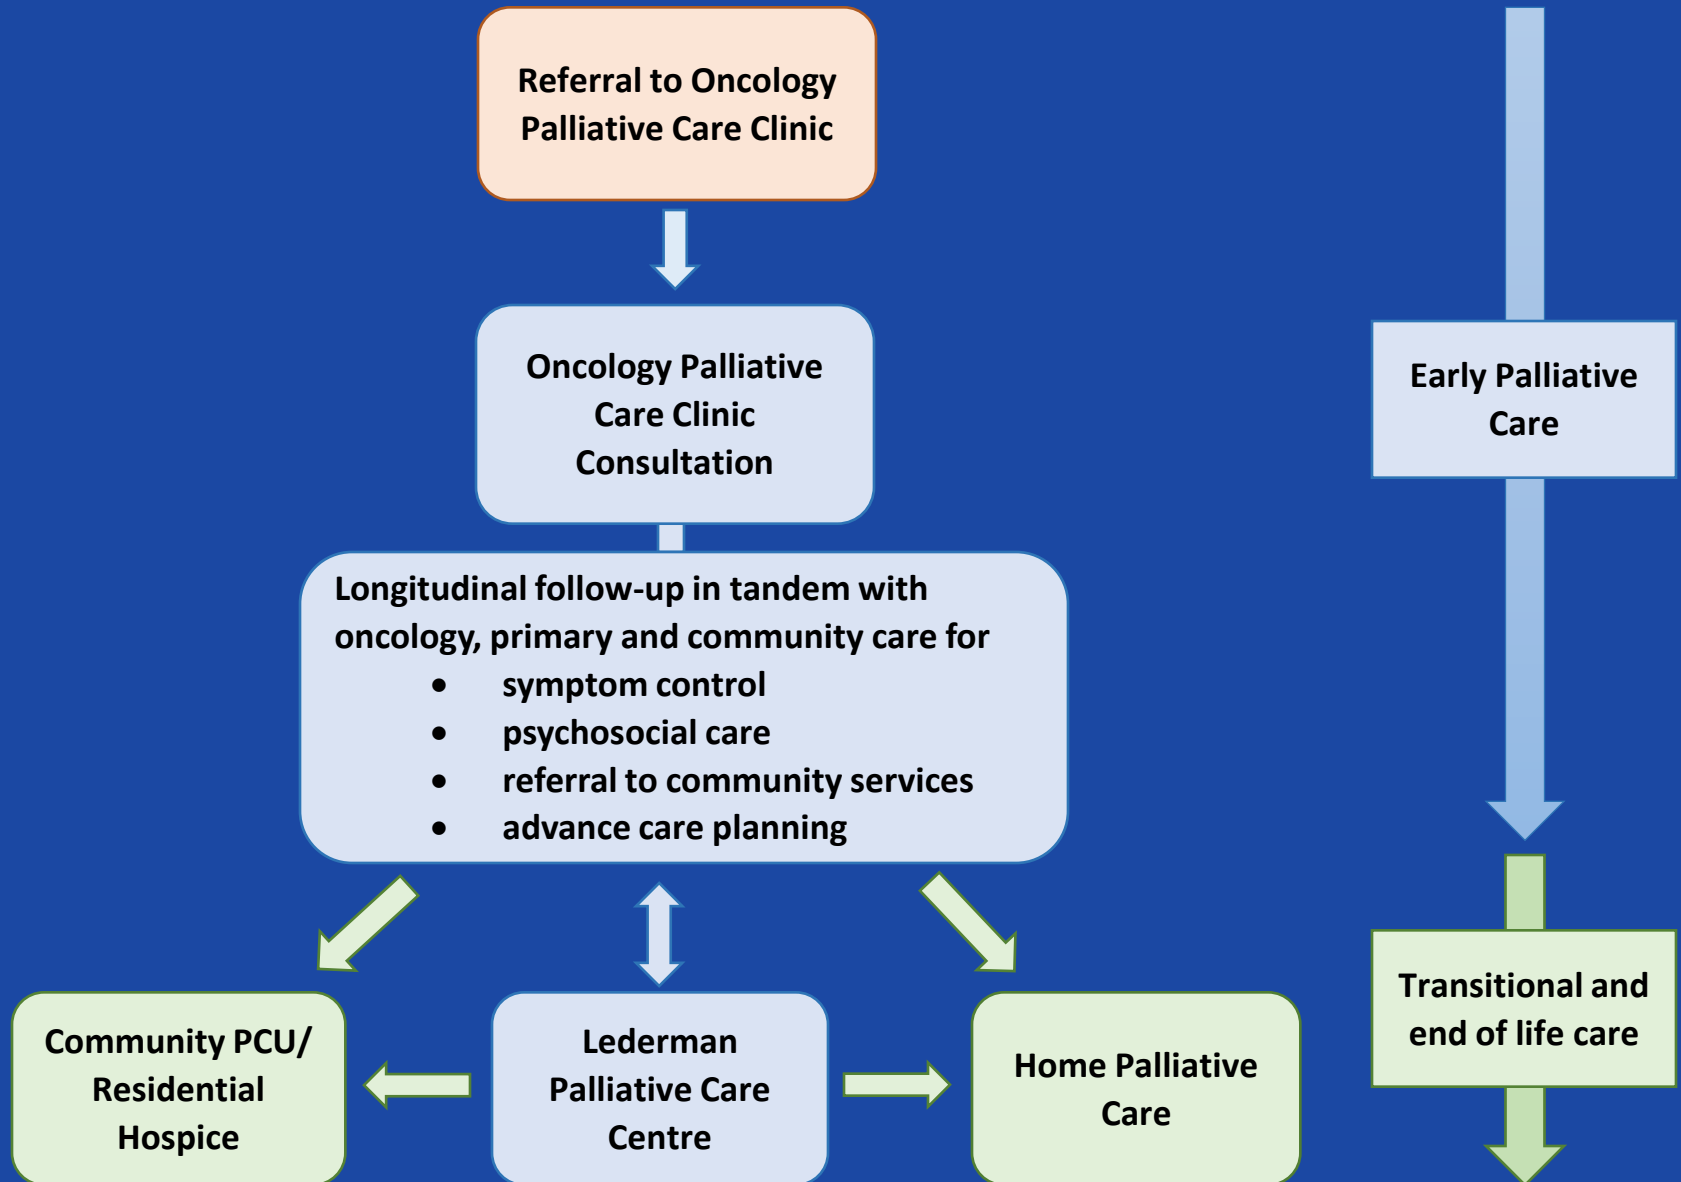 Referral to Oncology
Palliative Care Clinic
Oncology Palliative
Care Clinic
Consultation
Early Palliative
Care
Longitudinal follow-up in tandem with
oncology, primary and community care for
• symptom control
• psychosocial care
• referral to community services
• advance care planning
Community PCU/
Residential
Hospice
Lederman
Palliative Care
Centre
Home Palliative
Care
Transitional and
end of life care